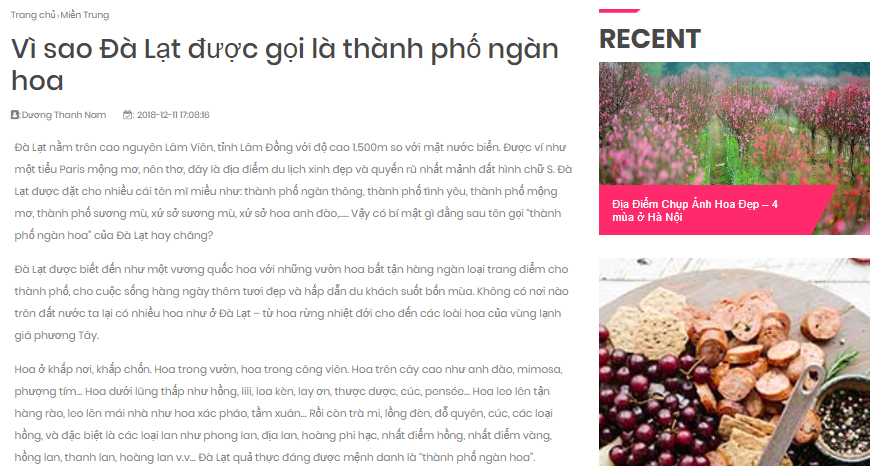 Trang chủ › Miền Trung
Vì sao Đà Lạt được gọi là thành phố ngàn
hoa
: Dương Thanh Nam : 2018-12-11 17:08:16
Đà Lạt nằm trên cao nguyên Lâm Viên, tỉnh Lâm Đồng với độ cao 1.500m so với mặt nước biển. Được ví như
một tiểu Paris mộng mơ, nên thơ, đây là địa điểm du lịch xinh đẹp và quyến rũ nhất mảnh đất hình chữ S. Đà
Lạt được đặt cho nhiều cái tên mĩ miều như: thành phố ngàn thông, thành phố tình yêu, thành phố mộng
mơ, thành phố sương mù, xứ sở sương mù, xứ sở hoa anh đào,.... Vậy có bí mật gì đằng sau tên gọi “thành
phố ngàn hoa” của Đà Lạt hay chăng?
Đà Lạt được biết đến như một vương quốc hoa với những vườn hoa bất tận hàng ngàn loại trang điểm cho
thành phố, cho cuộc sống hàng ngày thêm tươi đẹp và hấp dẫn du khách suốt bốn mùa. Không có nơi nào
trên đất nước ta lại có nhiều hoa như ở Đà Lạt – từ hoa rừng nhiệt đới cho đến các loài hoa của vùng lạnh
giá phương Tây.
Hoa ở khắp nơi, khắp chốn. Hoa trong vườn, hoa trong công viên. Hoa trên cây cao như anh đào, mimosa,
phượng tím... Hoa dưới lũng thấp như hồng, lili, loa kèn, lay ơn, thược dược, cúc, pensée... Hoa leo lên tận
hàng rào, leo lên mái nhà như hoa xác pháo, tầm xuân... Rồi còn trà mi, lồng đèn, đỗ quyên, cúc, các loại
hồng, và đặc biệt là các loại lan như phong lan, địa lan, hoàng phi hạc, nhất điểm hồng, nhất điểm vàng,
hồng lan, thanh lan, hoàng lan v.v... Đà Lạt quả thực đáng được mệnh danh là “thành phố ngàn hoa”.
RECENT
Địa Điểm Chụp Ảnh Hoa Đẹp – 4
mùa ở Hà Nội